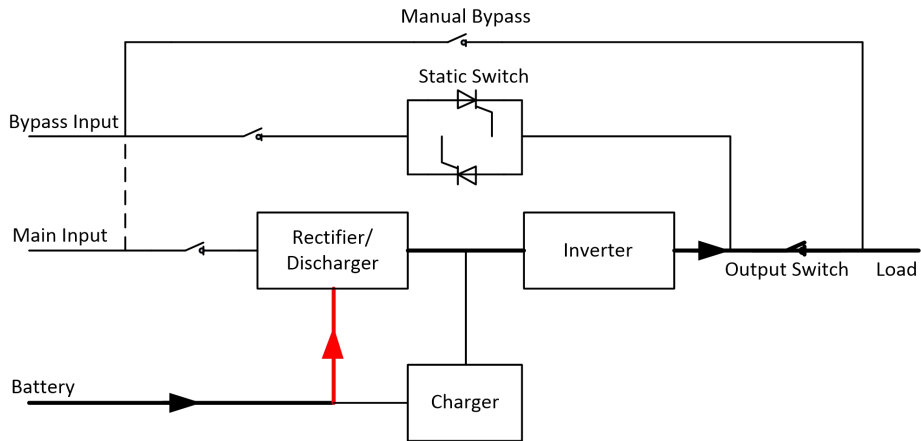 Manual Bypass
Static Switch
Bypass Input
Main Input
Rectifier/
Discharger
Inverter
Output Switch
Load
Battery
Charger